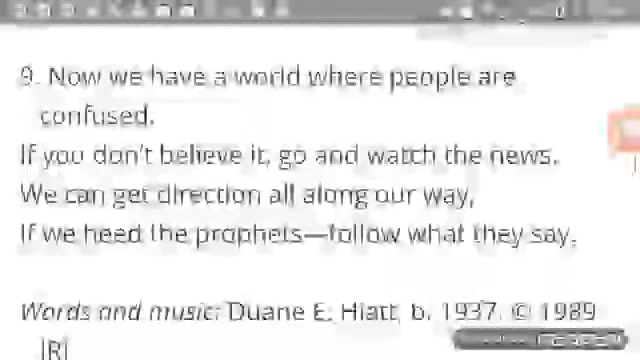 9. Now we have a world where people are
confused.
If you don't believe it, go and watch the news.
We can get direction all along our way,
If we heed the prophets—follow what they say.
Words and music: Duane E. Hiatt, b. 1937. © 1989
IRI